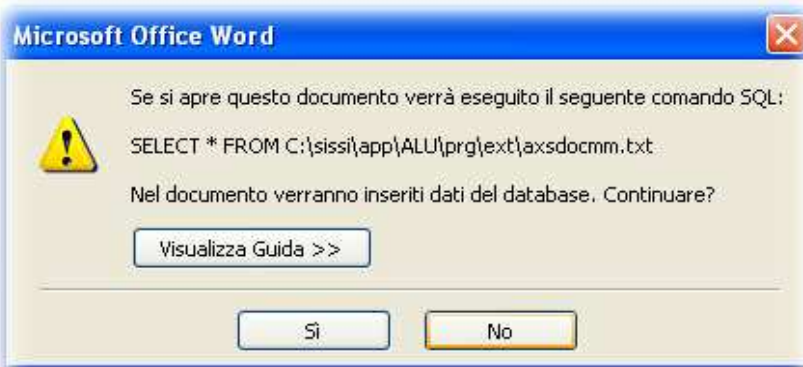 Microsoft Office Word
Se si apre questo documento verrà eseguito il seguente comando SQL:
SELECT * FROM C:\sissi\app\ALU\prg\ext\axsdocmm.txt
Nel documento verranno inseriti dati del database. Continuare?
Visualizza Guida >>
Sì
No